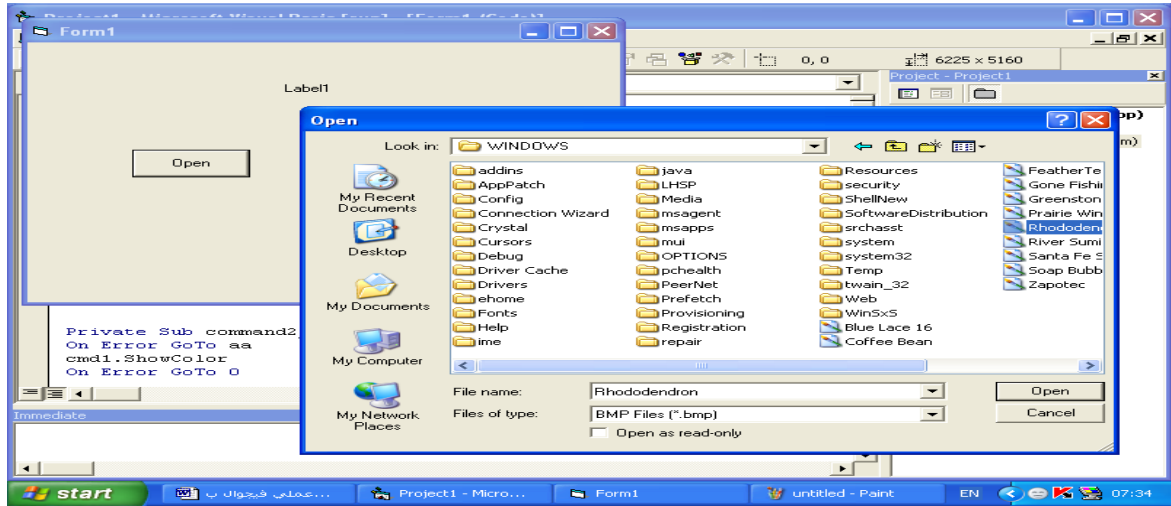 Form1
0, 0
6225 x 5160
Project - Project1
Label1
Open
Open
Look in:
WINDOWS
My Recent
Documents
Desktop
My Documents
My Computer
My Network
Places
addins
AppPatch
Config
Connection Wizard
Crystal
Cursors
Debug
Driver Cache
Drivers
ehome
Fonts
Help
ime
java
LHSP
Media
msagent
msapps
mui
OPTIONS
pchealth
PeerNet
Prefetch
Provisioning
Registration
repair
Resources
security
ShellNew
SoftwareDistribution
srchasst
system
system32
Temp
twain_32
Web
WinSxS
Blue Lace 16
Coffee Bean
FeatherTe
Gone Fishi
Greenston
Prairie Win
Rhododen
River Sumi
Santa Fe S
Soap Bubb
Zapotec
File name:
Rhododendron
Open
Files of type:
BMP Files (*.bmp)
Cancel
Open as read-only
Private Sub command2_
On Error GoTo aa
cmd1.ShowColor
On Error GoTo 0
Immediate
start
عملي فيجوال ب...
Project1 - Micro...
Form1
untitled - Paint
EN
07:34